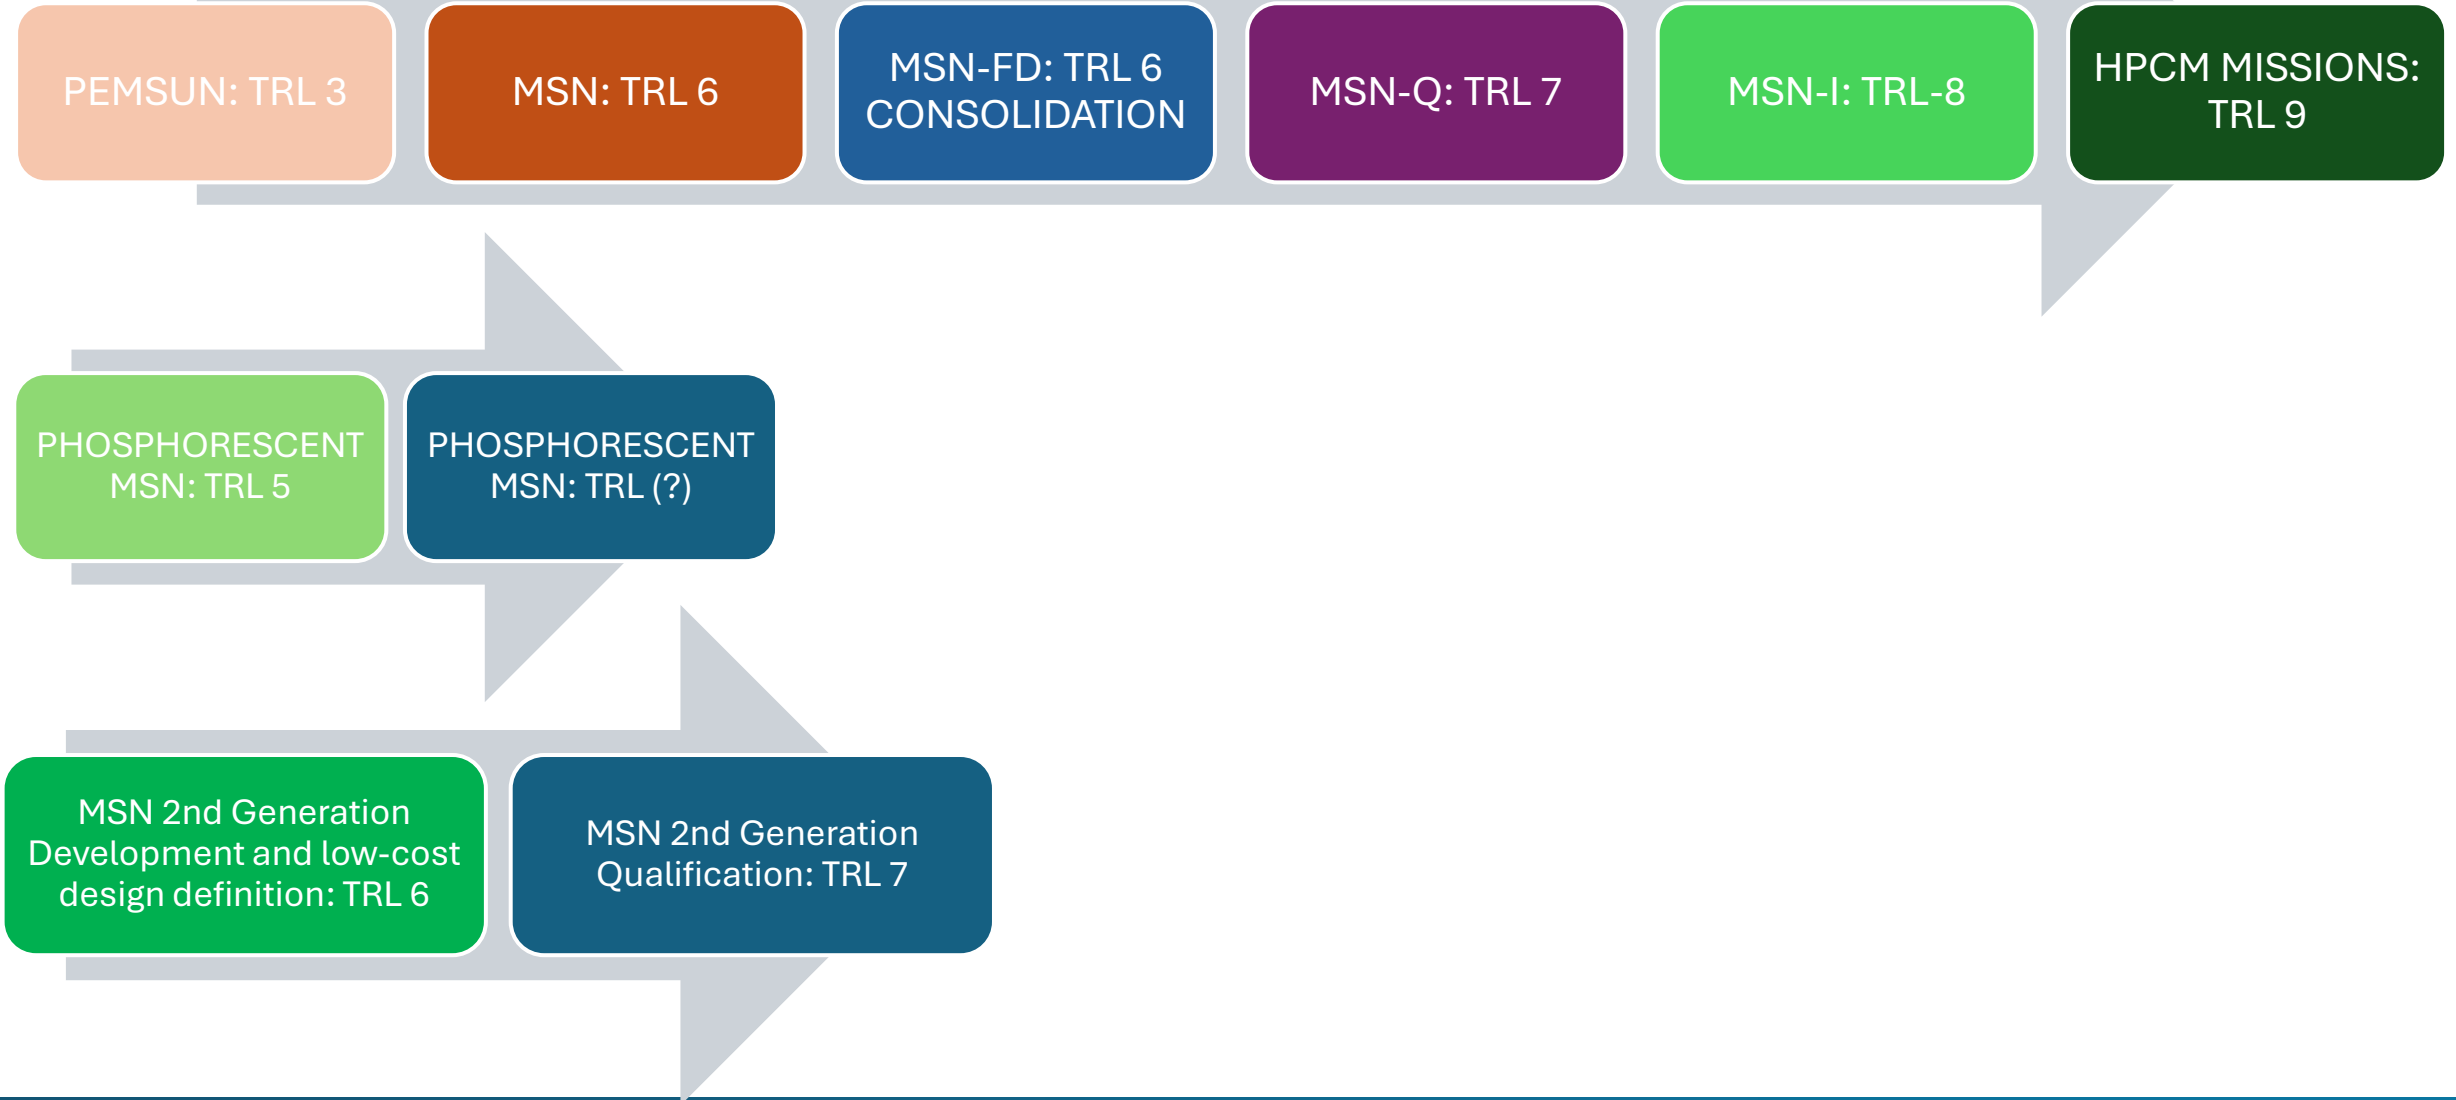 PEMSUN: TRL 3
MSN: TRL 6
MSN-FD: TRL 6
CONSOLIDATION
MSN-Q: TRL 7
MSN-I: TRL-8
HPCM MISSIONS:
TRL 9
PHOSPHORESCENT
MSN: TRL 5
PHOSPHORESCENT
MSN: TRL (?)
MSN 2nd Generation
Development and low-cost
design definition: TRL 6
MSN 2nd Generation
Qualification: TRL 7